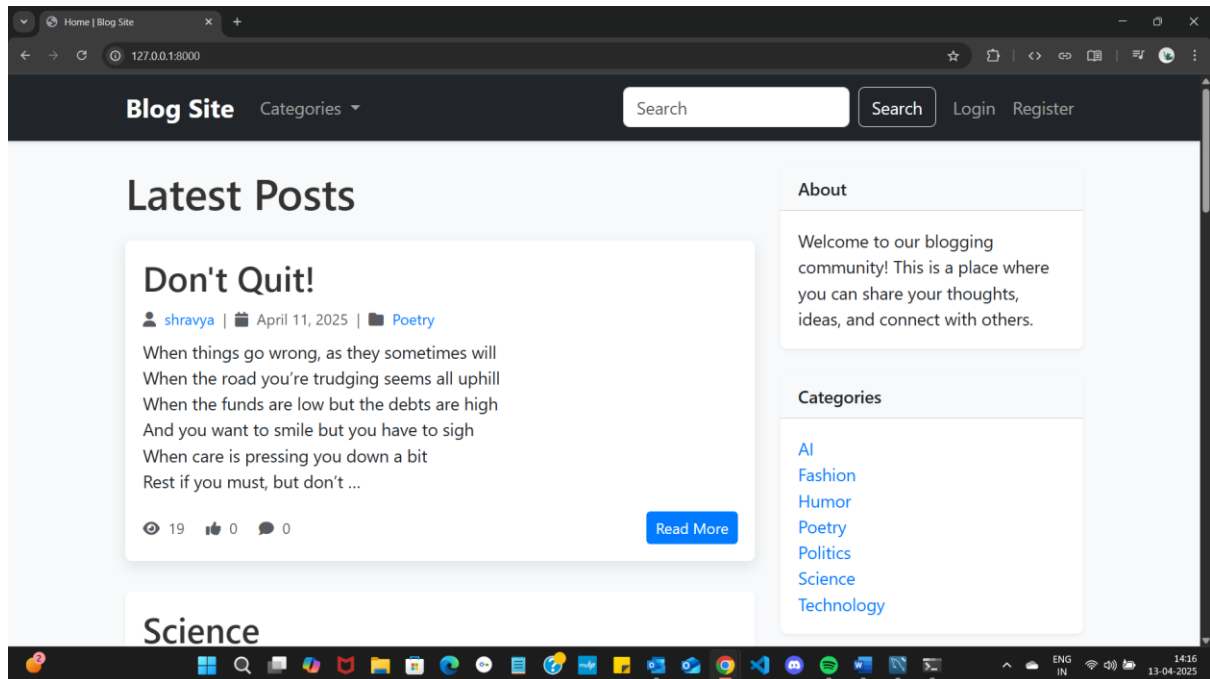 Home | Blog Site
127.0.0.1:8000
Blog Site Categories Search Search Login Register
Latest Posts
Don't Quit!
shravya | April 11, 2025 | Poetry
When things go wrong, as they sometimes will
When the road you’re trudging seems all uphill
When the funds are low but the debts are high
And you want to smile but you have to sigh
When care is pressing you down a bit
Rest if you must, but don’t ...
19 0 0 Read More
Science
About
Welcome to our blogging
community! This is a place where
you can share your thoughts,
ideas, and connect with others.
Categories
AI
Fashion
Humor
Poetry
Politics
Science
Technology
2
ENG
IN
14:16
13-04-2025